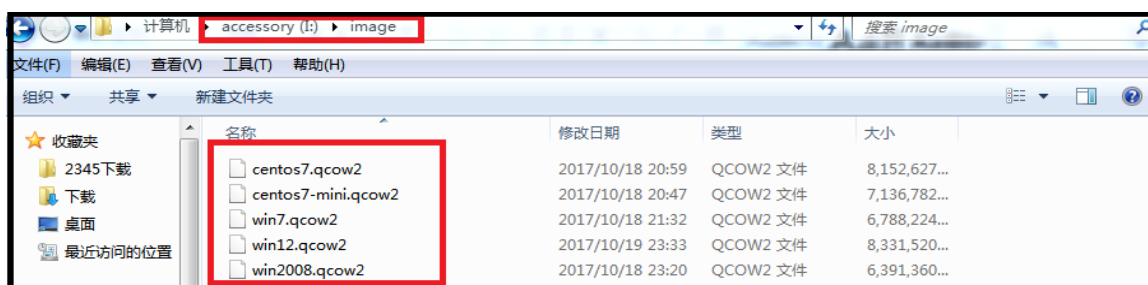 计算机 ▸ accessory (I:) ▸ image
搜索 image
文件(F) 编辑(E) 查看(V) 工具(T) 帮助(H)
组织 ▼ 共享 ▼ 新建文件夹
收藏夹
2345下载
下载
桌面
最近访问的位置
名称 修改日期 类型 大小
centos7.qcow2 2017/10/18 20:59 QCOW2 文件 8,152,627...
centos7-mini.qcow2 2017/10/18 20:47 QCOW2 文件 7,136,782...
win7.qcow2 2017/10/18 21:32 QCOW2 文件 6,788,224...
win12.qcow2 2017/10/19 23:33 QCOW2 文件 8,331,520...
win2008.qcow2 2017/10/18 23:20 QCOW2 文件 6,391,360...